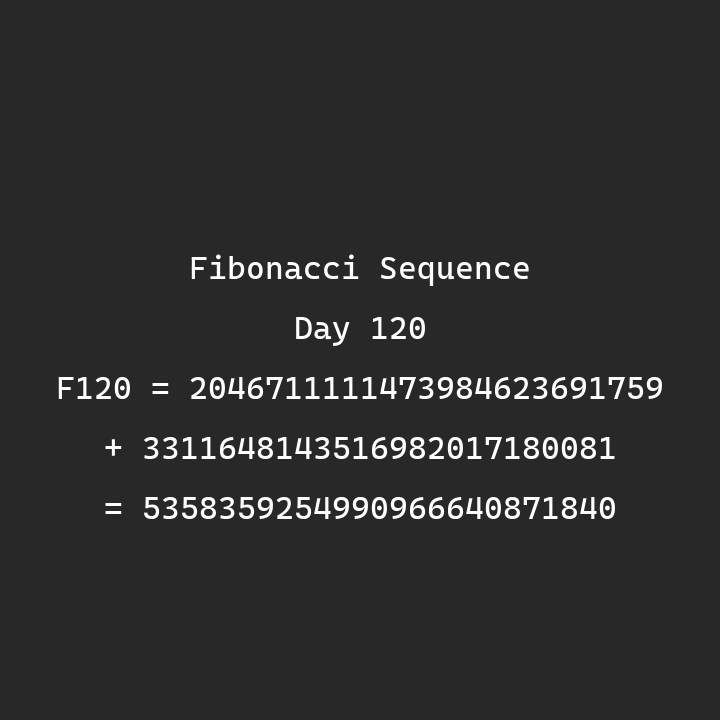 Fibonacci Sequence
Day 120
F120 = 2046711111473984623691759
+ 3311648143516982017180081
= 5358359254990966640871840